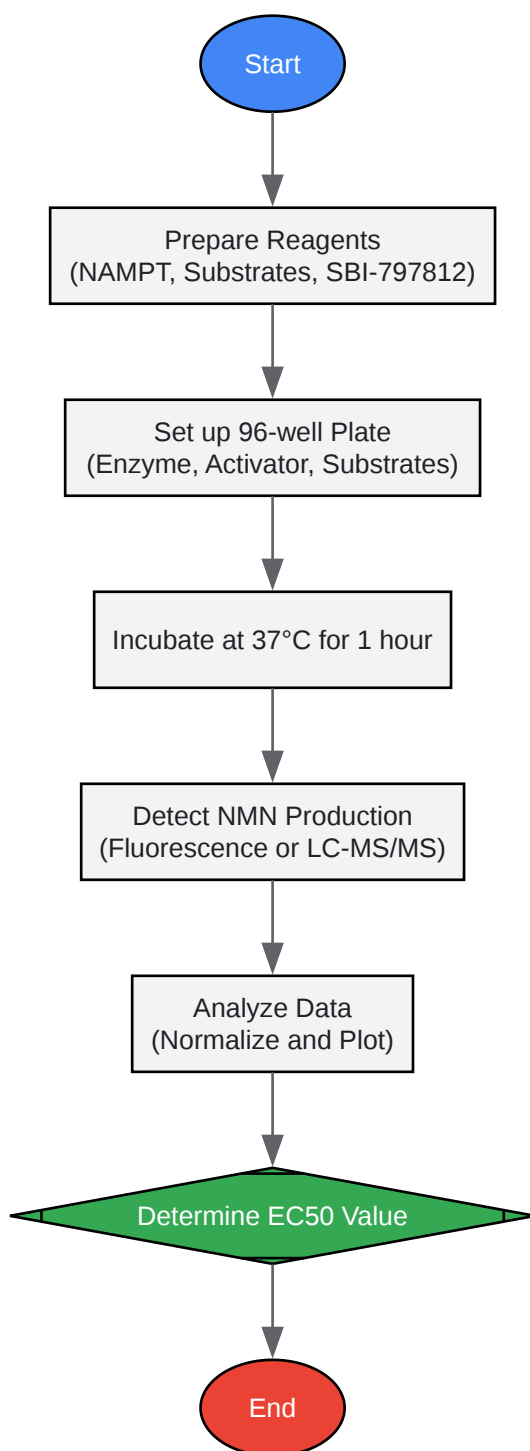 Start
Prepare Reagents
(NAMPT, Substrates, SBI-797812)
Set up 96-well Plate
(Enzyme, Activator, Substrates)
Incubate at 37°C for 1 hour
Detect NMN Production
(Fluorescence or LC-MS/MS)
Analyze Data
(Normalize and Plot)
Determine EC50 Value
End